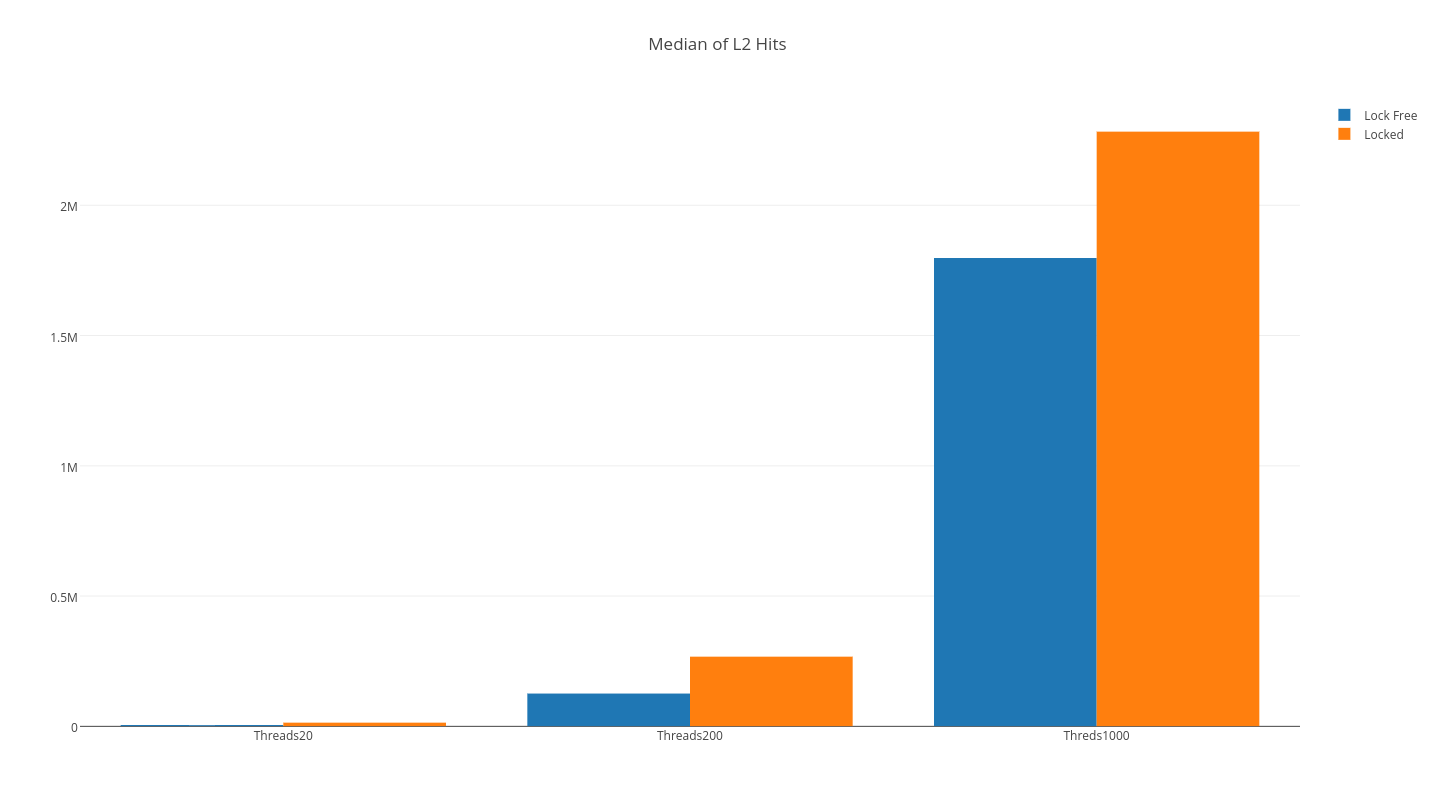 Median of L2 Hits
Lock Free
Locked
2M
1.5M
1M
0.5M
0
Threads20
Threads200
Threds1000